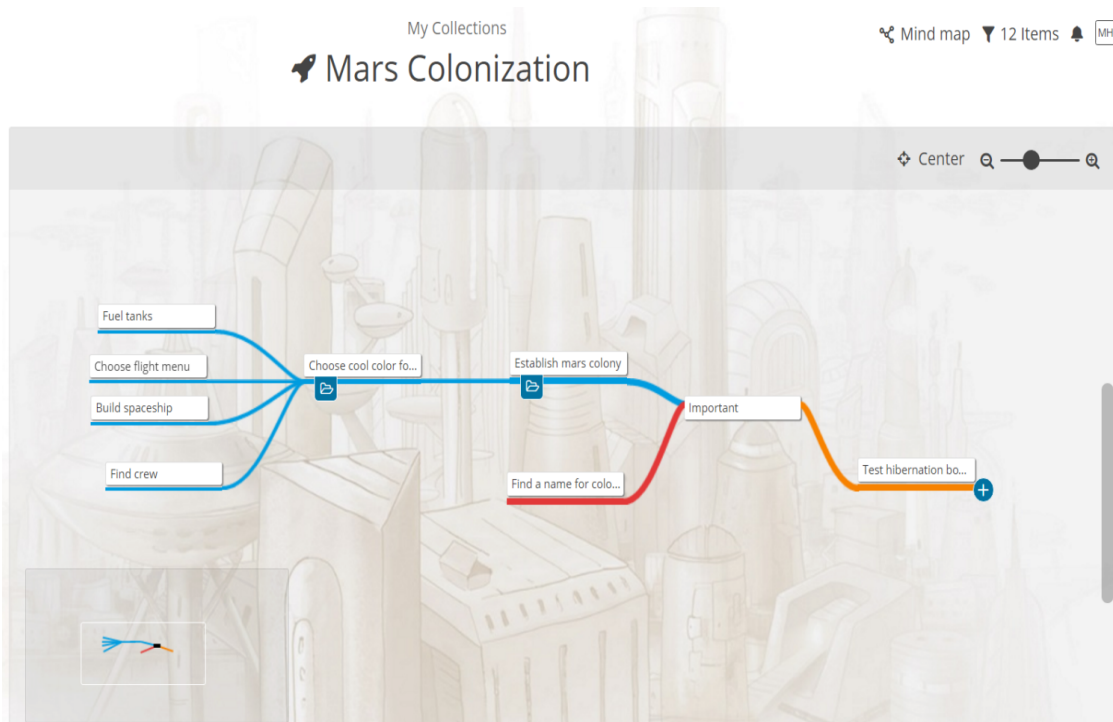 My Collections
Mars Colonization
Mind map 12 Items MH
Center
Fuel tanks
Choose flight menu
Choose cool color fo...
Establish mars colony
Build spaceship
Important
Find crew
Find a name for colo...
Test hibernation bo...